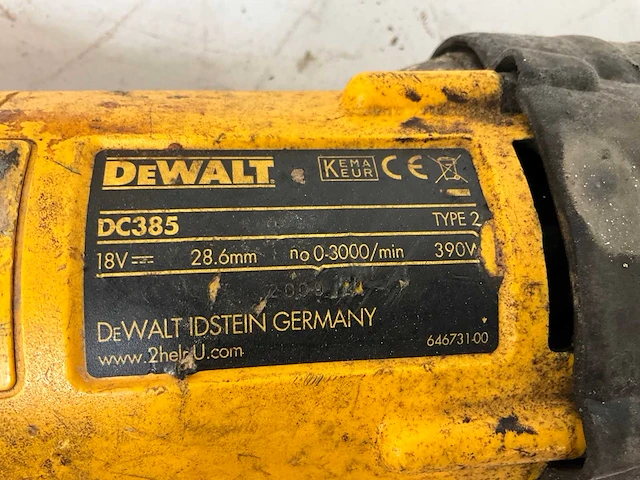 DEWALT
KEMA
KEUR
CE
DC385
TYPE 2
18V 28.6mm no 0-3000/min 390W
DEWALT IDSTEIN GERMANY
www.2helpU.com
646731-00